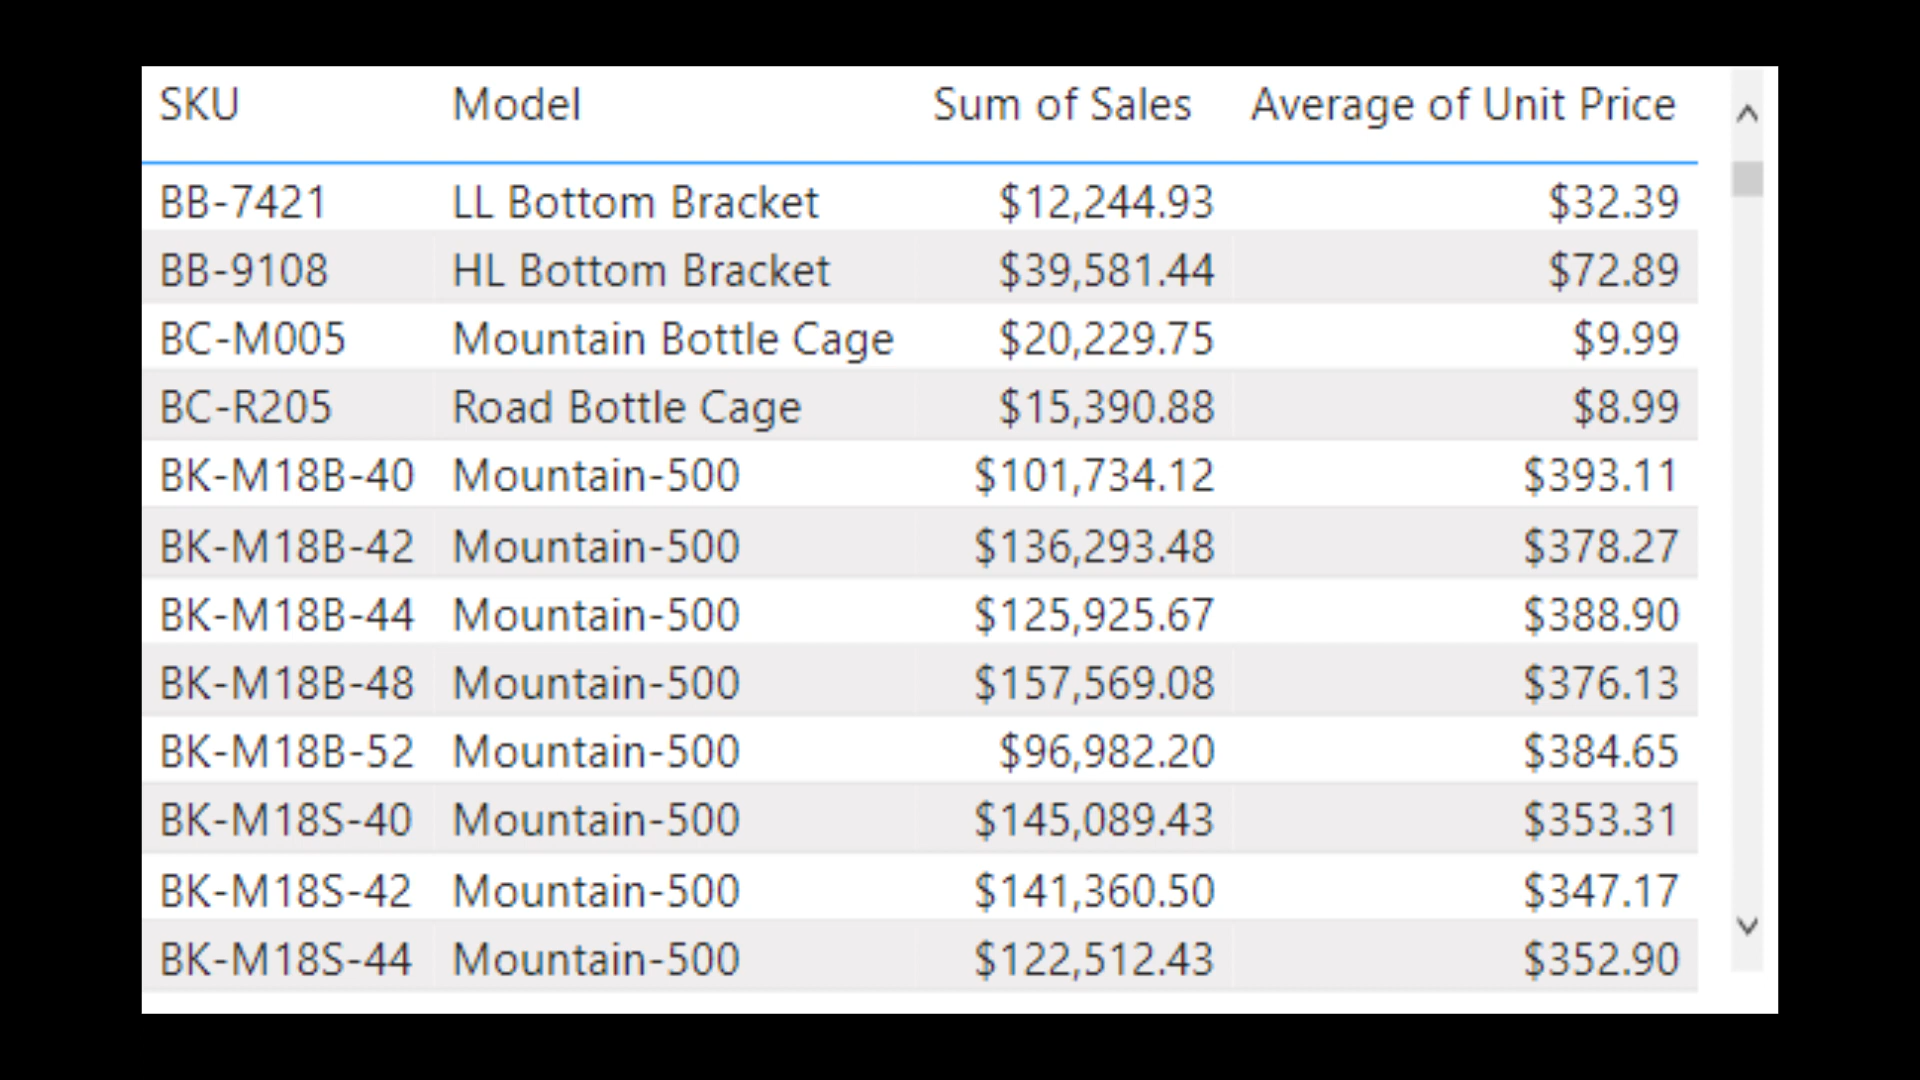 SKU Model Sum of Sales Average of Unit Price
BB-7421 LL Bottom Bracket $12,244.93 $32.39
BB-9108 HL Bottom Bracket $39,581.44 $72.89
BC-M005 Mountain Bottle Cage $20,229.75 $9.99
BC-R205 Road Bottle Cage $15,390.88 $8.99
BK-M18B-40 Mountain-500 $101,734.12 $393.11
BK-M18B-42 Mountain-500 $136,293.48 $378.27
BK-M18B-44 Mountain-500 $125,925.67 $388.90
BK-M18B-48 Mountain-500 $157,569.08 $376.13
BK-M18B-52 Mountain-500 $96,982.20 $384.65
BK-M18S-40 Mountain-500 $145,089.43 $353.31
BK-M18S-42 Mountain-500 $141,360.50 $347.17
BK-M18S-44 Mountain-500 $122,512.43 $352.90